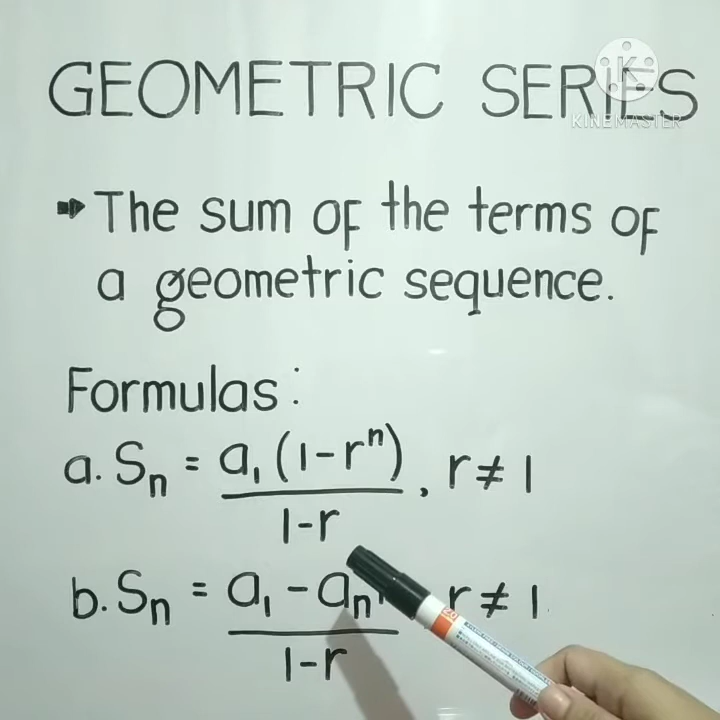 GEOMETRIC SERIES
KINEMASTER
➡ The sum of the terms of
a geometric sequence.
Formulas:
a. Sₙ = a₁(1-rⁿ)/1-r, r ≠ 1
b. Sₙ = a₁-aₙ/1-r r ≠ 1